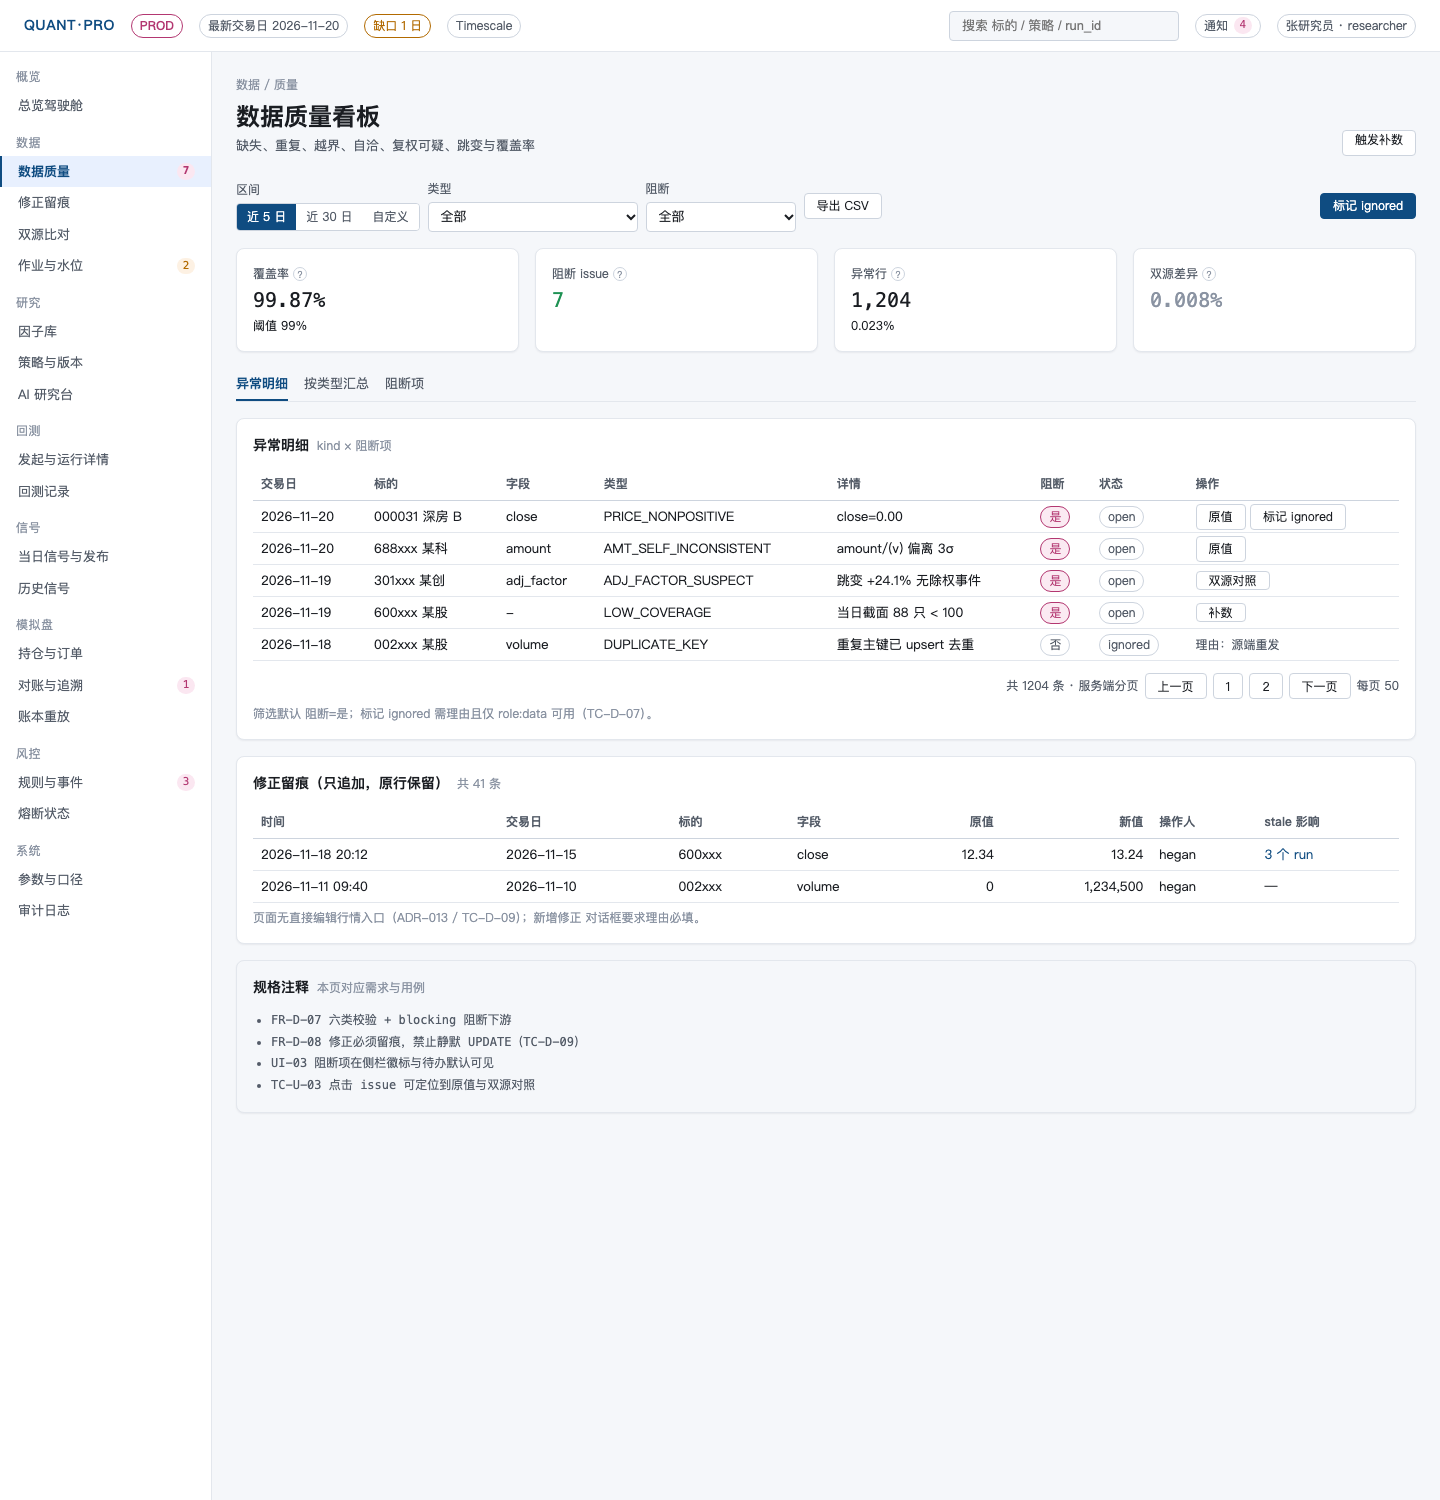 QUANT·PRO PROD 最新交易日 2026-11-20 缺口 1 日 Timescale 搜索 标的 / 策略 / run_id 通知 4 张研究员 · researcher
概览
总览驾驶舱
数据
数据质量 7
修正留痕
双源比对
作业与水位 2
研究
因子库
策略与版本
AI 研究台
回测
发起与运行详情
回测记录
信号
当日信号与发布
历史信号
模拟盘
持仓与订单
对账与追溯 1
账本重放
风控
规则与事件 3
熔断状态
系统
参数与口径
审计日志
数据 / 质量
数据质量看板
缺失、重复、越界、自洽、复权可疑、跳变与覆盖率
触发补数
区间 类型 阻断
近 5 日 近 30 日 自定义 全部 全部 导出 CSV 标记 ignored
覆盖率 ?
99.87%
阈值 99%
阻断 issue ?
7
异常行 ?
1,204
0.023%
双源差异 ?
0.008%
异常明细 按类型汇总 阻断项
异常明细 kind × 阻断项
交易日 标的 字段 类型 详情 阻断 状态 操作
2026-11-20 000031 深房 B close PRICE_NONPOSITIVE close=0.00 是 open 原值 标记 ignored
2026-11-20 688xxx 某科 amount AMT_SELF_INCONSISTENT amount/(v) 偏离 3σ 是 open 原值
2026-11-19 301xxx 某创 adj_factor ADJ_FACTOR_SUSPECT 跳变 +24.1% 无除权事件 是 open 双源对照
2026-11-19 600xxx 某股 – LOW_COVERAGE 当日截面 88 只 < 100 是 open 补数
2026-11-18 002xxx 某股 volume DUPLICATE_KEY 重复主键已 upsert 去重 否 ignored 理由：源端重发
共 1204 条 · 服务端分页 上一页 1 2 下一页 每页 50
筛选默认 阻断=是；标记 ignored 需理由且仅 role:data 可用（TC-D-07）。
修正留痕（只追加，原行保留） 共 41 条
时间 交易日 标的 字段 原值 新值 操作人 stale 影响
2026-11-18 20:12 2026-11-15 600xxx close 12.34 13.24 hegan 3 个 run
2026-11-11 09:40 2026-11-10 002xxx volume 0 1,234,500 hegan —
页面无直接编辑行情入口（ADR-013 / TC-D-09）；新增修正 对话框要求理由必填。
规格注释 本页对应需求与用例
• FR-D-07 六类校验 + blocking 阻断下游
• FR-D-08 修正必须留痕，禁止静默 UPDATE（TC-D-09）
• UI-03 阻断项在侧栏徽标与待办默认可见
• TC-U-03 点击 issue 可定位到原值与双源对照